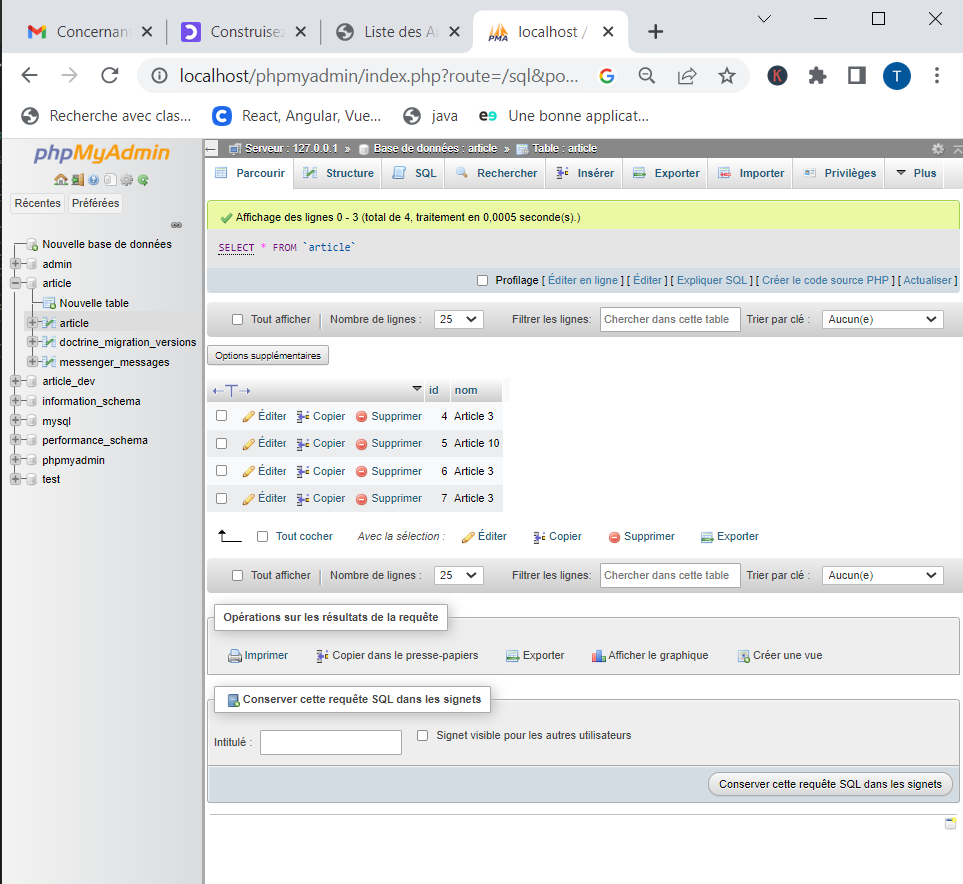 Concernan
Construisez
Liste des A
localhost /
localhost/phpmyadmin/index.php?route=/sql&po...
K
T
Recherche avec clas...
React, Angular, Vue...
java
Une bonne applicat...
phpMyAdmin
Récentes Préférées
Nouvelle base de données
admin
article
Nouvelle table
article
doctrine_migration_versions
messenger_messages
article_dev
information_schema
mysql
performance_schema
phpmyadmin
test
Serveur : 127.0.0.1 » Base de données : article » Table : article
Parcourir Structure SQL Rechercher Insérer Exporter Importer Privilèges Plus
Affichage des lignes 0 - 3 (total de 4, traitement en 0,0005 seconde(s).)
SELECT * FROM `article`
Profilage [ Éditer en ligne ] [ Éditer ] [ Expliquer SQL ] [ Créer le code source PHP ] [ Actualiser ]
Tout afficher Nombre de lignes : 25 Filtrer les lignes: Chercher dans cette table Trier par clé : Aucun(e)
Options supplémentaires
←T→ id nom
Éditer Copier Supprimer 4 Article 3
Éditer Copier Supprimer 5 Article 10
Éditer Copier Supprimer 6 Article 3
Éditer Copier Supprimer 7 Article 3
Tout cocher Avec la sélection : Éditer Copier Supprimer Exporter
Tout afficher Nombre de lignes : 25 Filtrer les lignes: Chercher dans cette table Trier par clé : Aucun(e)
Opérations sur les résultats de la requête
Imprimer Copier dans le presse-papiers Exporter Afficher le graphique Créer une vue
Conserver cette requête SQL dans les signets
Intitulé : Signet visible pour les autres utilisateurs
Conserver cette requête SQL dans les signets